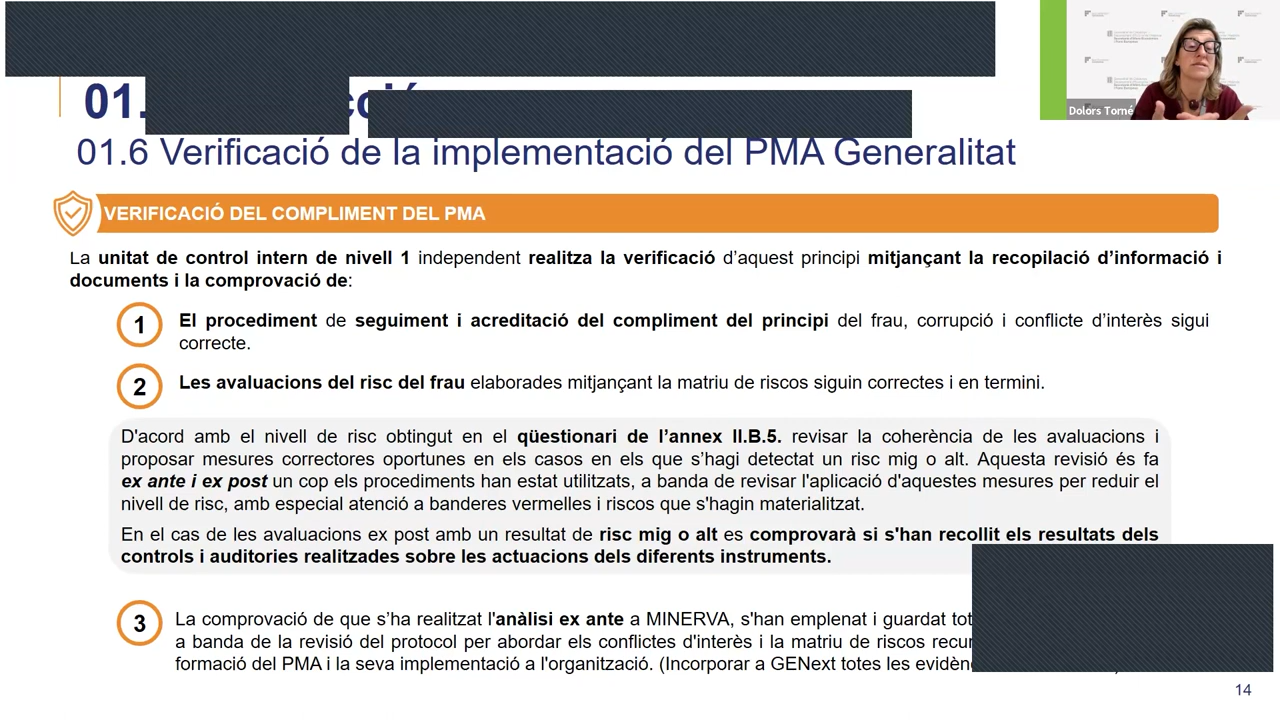 01.
Dolors Tomé
01.6 Verificació de la implementació del PMA Generalitat
VERIFICACIÓ DEL COMPLIMENT DEL PMA
La unitat de control intern de nivell 1 independent realitza la verificació d’aquest principi mitjançant la recopilació d’informació i
documents i la comprovació de:
1
El procediment de seguiment i acreditació del compliment del principi del frau, corrupció i conflicte d’interès sigui
correcte.
2
Les avaluacions del risc del frau elaborades mitjançant la matriu de riscos siguin correctes i en termini.
D'acord amb el nivell de risc obtingut en el qüestionari de l’annex II.B.5. revisar la coherència de les avaluacions i
proposar mesures correctores oportunes en els casos en els que s’hagi detectat un risc mig o alt. Aquesta revisió és fa
ex ante i ex post un cop els procediments han estat utilitzats, a banda de revisar l'aplicació d'aquestes mesures per reduir el
nivell de risc, amb especial atenció a banderes vermelles i riscos que s'hagin materialitzat.
En el cas de les avaluacions ex post amb un resultat de risc mig o alt es comprovarà si s'han recollit els resultats dels
controls i auditories realitzades sobre les actuacions dels diferents instruments.
3
La comprovació de que s’ha realitzat l'anàlisi ex ante a MINERVA, s'han emplenat i guardat
a banda de la revisió del protocol per abordar els conflictes d'interès i la matriu de riscos
formació del PMA i la seva implementació a l'organització. (Incorporar a GENext totes les
14